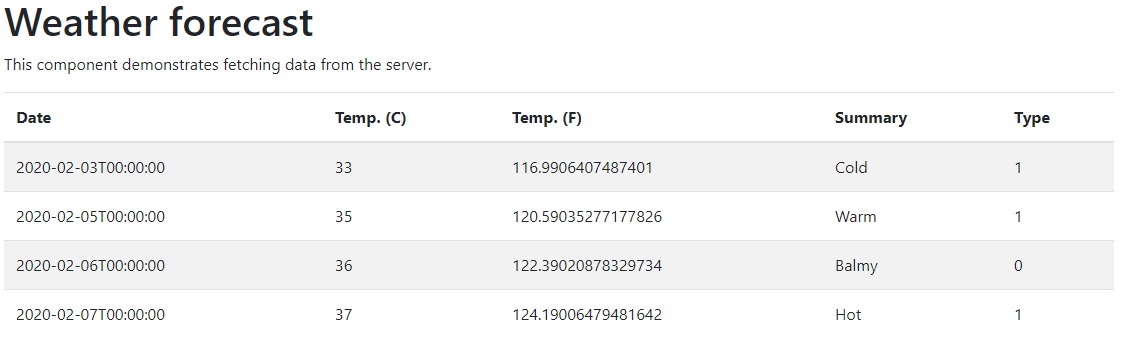 Weather forecast
This component demonstrates fetching data from the server.
Date Temp. (C) Temp. (F) Summary Type
2020-02-03T00:00:00 33 116.9906407487401 Cold 1
2020-02-05T00:00:00 35 120.59035277177826 Warm 1
2020-02-06T00:00:00 36 122.39020878329734 Balmy 0
2020-02-07T00:00:00 37 124.19006479481642 Hot 1